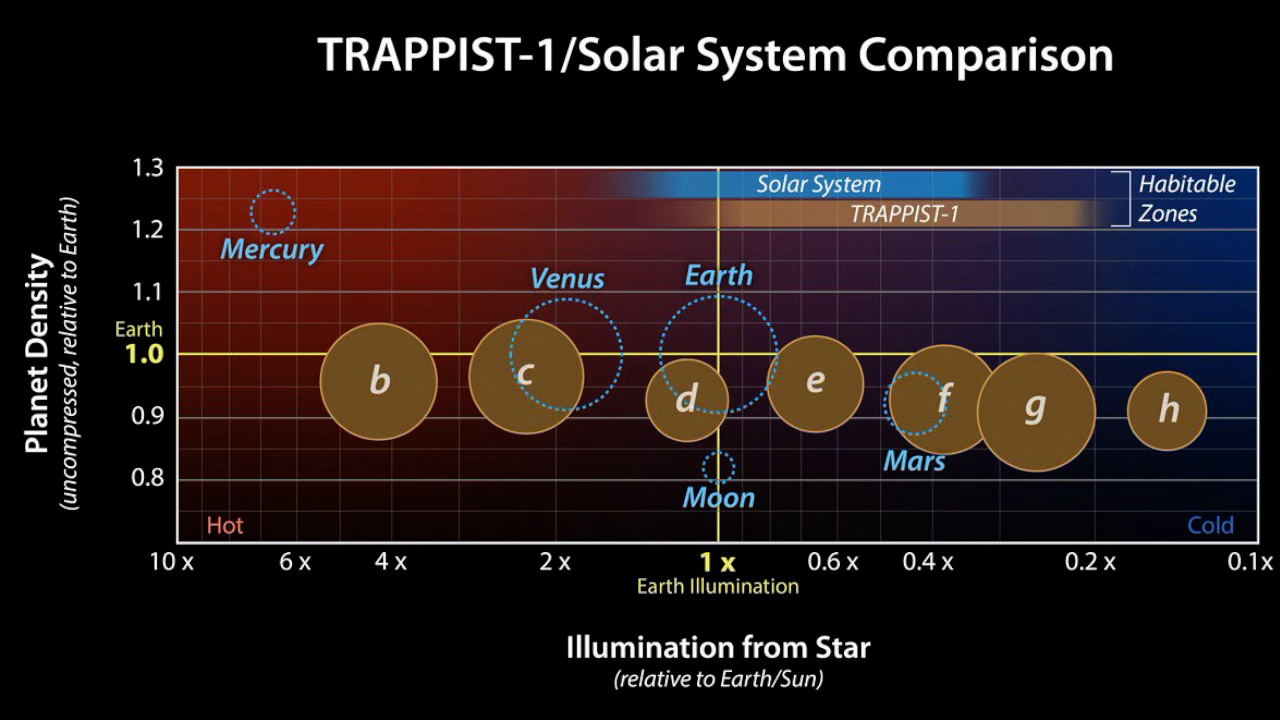 TRAPPIST-1/Solar System Comparison
Planet Density
(uncompressed, relative to Earth)
1.3
1.2
1.1
Earth
1.0
0.9
0.8
Solar System
TRAPPIST-1
Habitable
Zones
Mercury
Venus
Earth
b
c
d
e
f
g
h
Mars
Moon
Hot
Cold
10 x
6 x
4 x
2 x
1 x
0.6 x
0.4 x
0.2 x
0.1x
Earth Illumination
Illumination from Star
(relative to Earth/Sun)